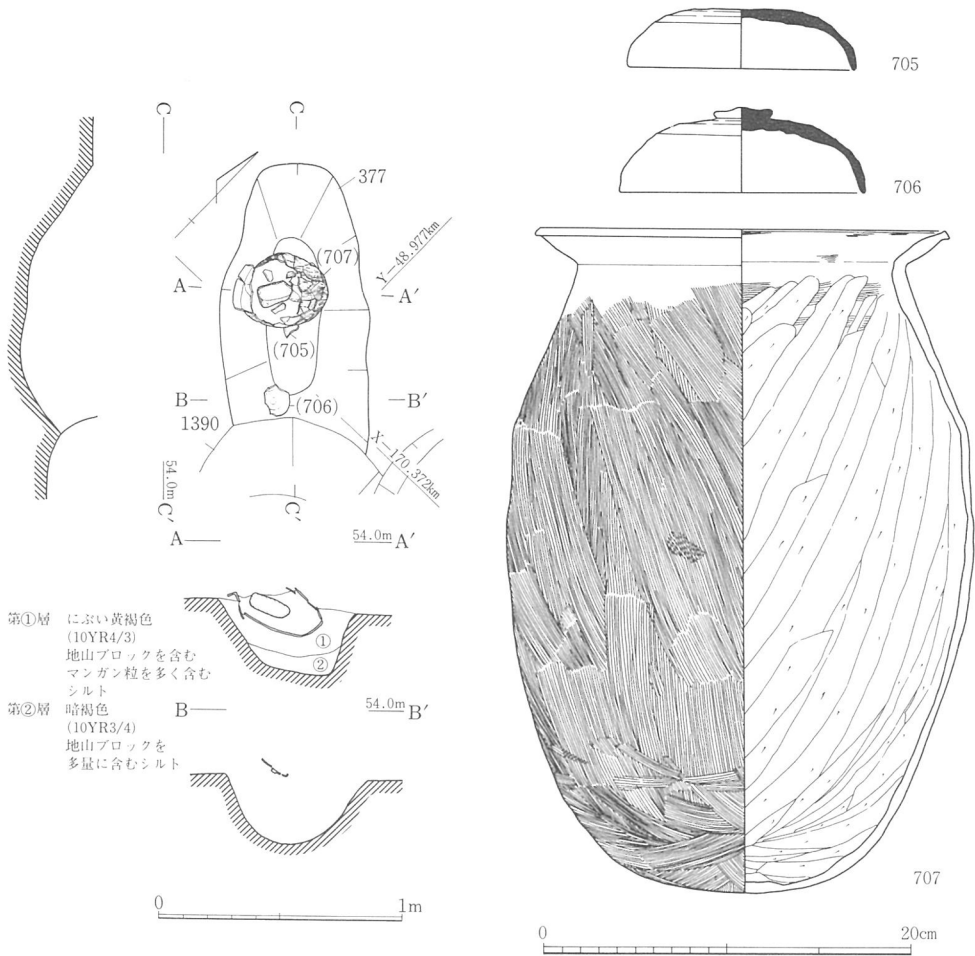 705
706
C
C
377
(707)
Y-48.977km
A
A′
(705)
B
(706)
B′
1390
X-170.372km
54.0m
C′
C′
A
54.0m A′
第①層 にぶい黄褐色
(10YR4/3)
地山ブロックを含む
マンガン粒を多く含む
シルト
①
②
第②層 暗褐色
(10YR3/4)
地山ブロックを
多量に含むシルト
B
54.0m B′
0
1m
707
0
20cm